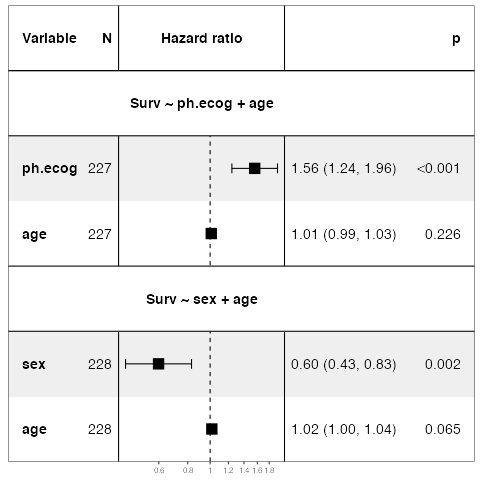 Variable N Hazard ratio p
Surv ~ ph.ecog + age
ph.ecog 227 1.56 (1.24, 1.96) <0.001
age 227 1.01 (0.99, 1.03) 0.226
Surv ~ sex + age
sex 228 0.60 (0.43, 0.83) 0.002
age 228 1.02 (1.00, 1.04) 0.065
0.6 0.8 1 1.2 1.4 1.6 1.8